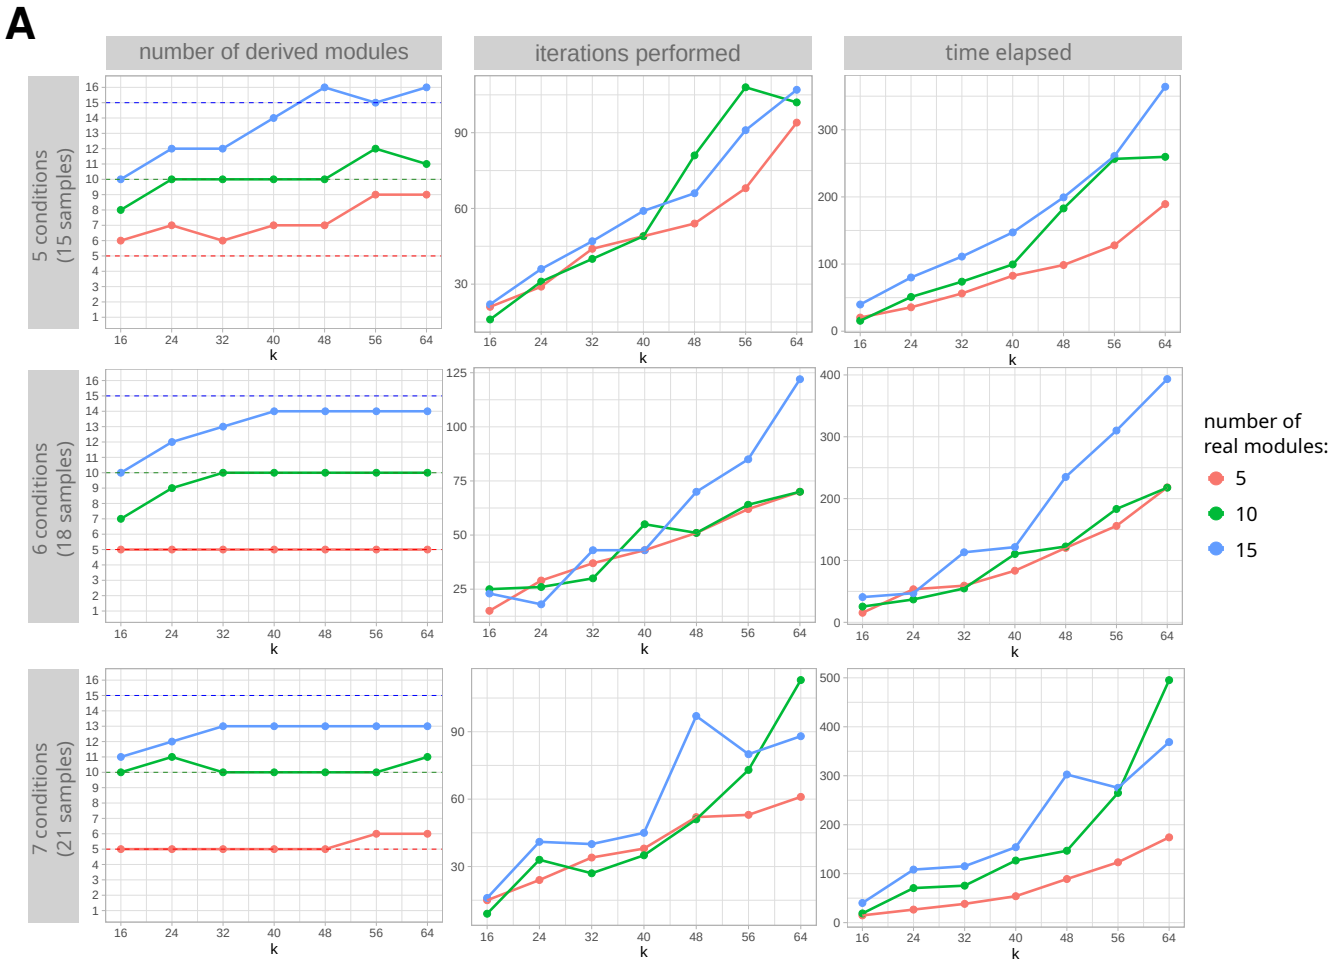 A
number of derived modules
iterations performed
time elapsed
5 conditions
(15 samples)
16
15
14
13
12
11
10
9
8
7
6
5
4
3
2
1
16 24 32 40 48 56 64
k
90
60
30
16 24 32 40 48 56 64
k
300
200
100
0
16 24 32 40 48 56 64
k
6 conditions
(18 samples)
16
15
14
13
12
11
10
9
8
7
6
5
4
3
2
1
16 24 32 40 48 56 64
k
125
100
75
50
25
16 24 32 40 48 56 64
k
400
300
200
100
0
16 24 32 40 48 56 64
k
number of
real modules:
5
10
15
7 conditions
(21 samples)
16
15
14
13
12
11
10
9
8
7
6
5
4
3
2
1
16 24 32 40 48 56 64
k
90
60
30
16 24 32 40 48 56 64
k
500
400
300
200
100
0
16 24 32 40 48 56 64
k